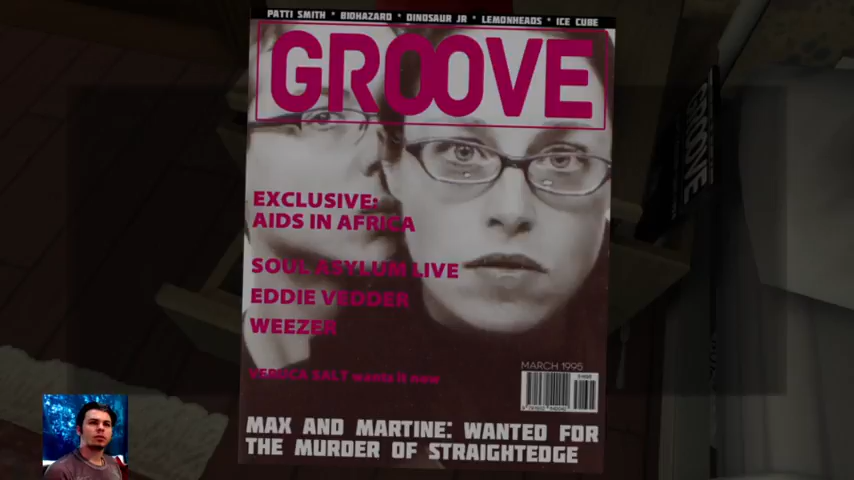 PATTI SMITH * BIOHAZARD * DINOSAUR JR * LEMONHEADS * ICE CUBE
GROOVE
EXCLUSIVE:
AIDS IN AFRICA
SOUL ASYLUM LIVE
EDDIE VEDDER
WEEZER
VERUCA SALT wants it now
MARCH 1995
MAX AND MARTINE: WANTED FOR
THE MURDER OF STRAIGHTEDGE
GROOVE